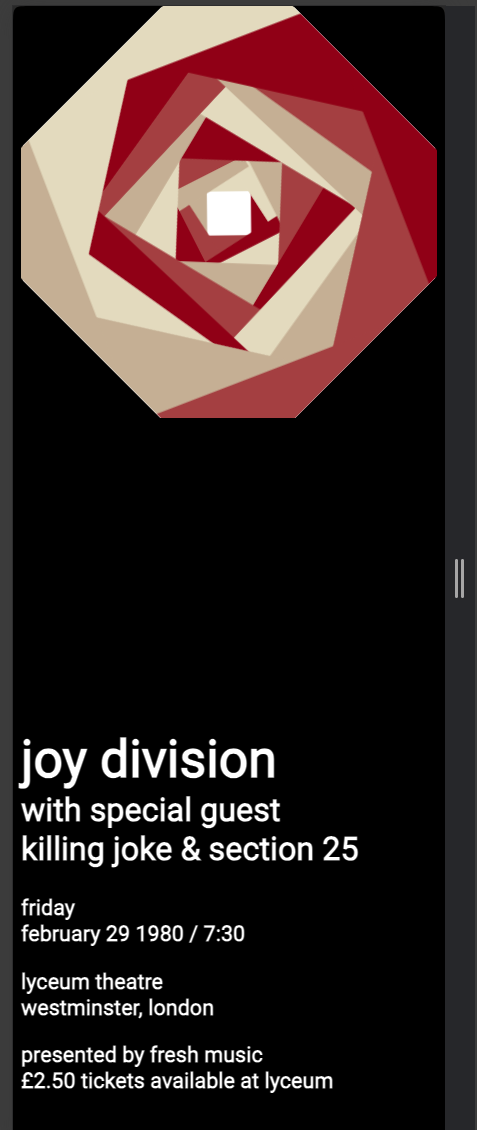 joy division
with special guest
killing joke & section 25
friday
february 29 1980 / 7:30
lyceum theatre
westminster, london
presented by fresh music
£2.50 tickets available at lyceum